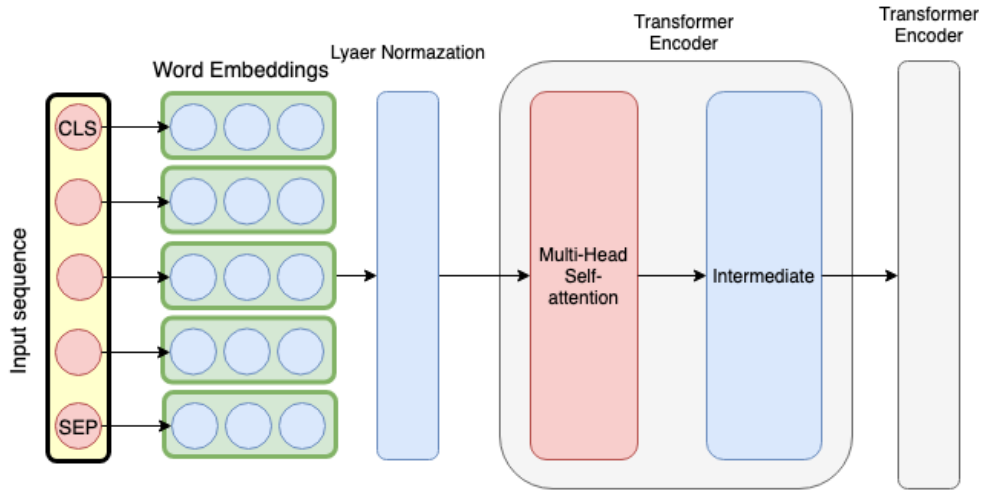 Input sequence
CLS
SEP
Word Embeddings
Lyaer Normazation
Transformer
Encoder
Multi-Head
Self-
attention
Intermediate
Transformer
Encoder